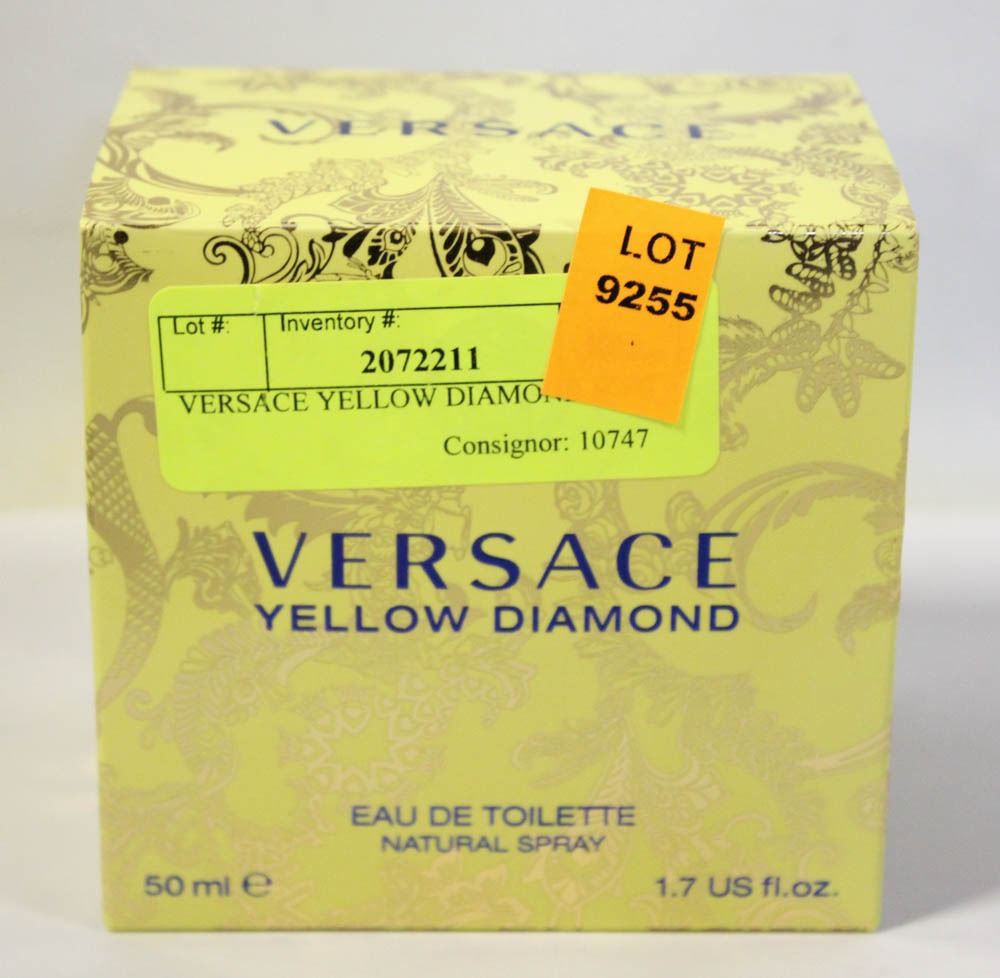 VERSACE
LOT
9255
Lot #: Inventory #:
2072211
VERSACE YELLOW
Consignor: 10747
VERSACE
YELLOW DIAMOND
EAU DE TOILETTE
NATURAL SPRAY
50 ml ℮ 1.7 US fl.oz.